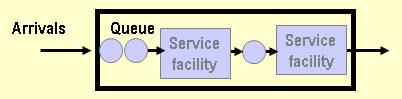 Arrivals
Queue
Service
facility
Service
facility